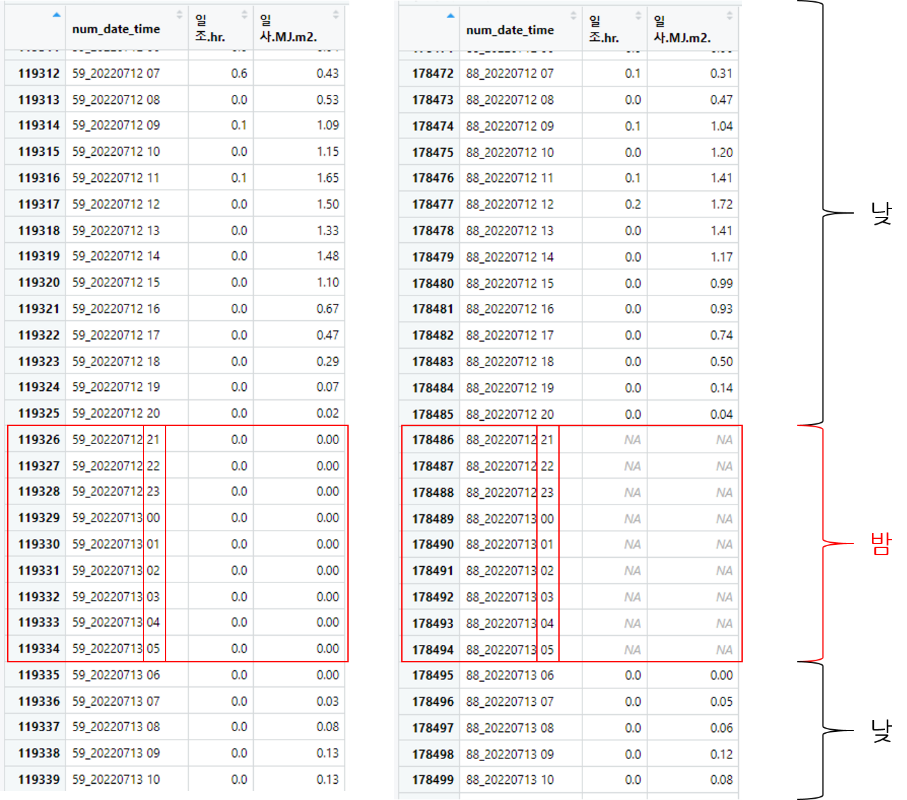 num_date_time 일
조.hr. 일
사.MJ.m2.
119312 59_20220712 07 0.6 0.43
119313 59_20220712 08 0.0 0.53
119314 59_20220712 09 0.1 1.09
119315 59_20220712 10 0.0 1.15
119316 59_20220712 11 0.1 1.65
119317 59_20220712 12 0.0 1.50
119318 59_20220712 13 0.0 1.33
119319 59_20220712 14 0.0 1.48
119320 59_20220712 15 0.0 1.10
119321 59_20220712 16 0.0 0.67
119322 59_20220712 17 0.0 0.47
119323 59_20220712 18 0.0 0.29
119324 59_20220712 19 0.0 0.07
119325 59_20220712 20 0.0 0.02
119326 59_20220712 21 0.0 0.00
119327 59_20220712 22 0.0 0.00
119328 59_20220712 23 0.0 0.00
119329 59_20220713 00 0.0 0.00
119330 59_20220713 01 0.0 0.00
119331 59_20220713 02 0.0 0.00
119332 59_20220713 03 0.0 0.00
119333 59_20220713 04 0.0 0.00
119334 59_20220713 05 0.0 0.00
119335 59_20220713 06 0.0 0.00
119336 59_20220713 07 0.0 0.03
119337 59_20220713 08 0.0 0.08
119338 59_20220713 09 0.0 0.13
119339 59_20220713 10 0.0 0.13
num_date_time 일
조.hr. 일
사.MJ.m2.
178472 88_20220712 07 0.1 0.31
178473 88_20220712 08 0.0 0.47
178474 88_20220712 09 0.1 1.04
178475 88_20220712 10 0.0 1.20
178476 88_20220712 11 0.1 1.41
178477 88_20220712 12 0.2 1.72
178478 88_20220712 13 0.0 1.41
178479 88_20220712 14 0.0 1.17
178480 88_20220712 15 0.0 0.99
178481 88_20220712 16 0.0 0.93
178482 88_20220712 17 0.0 0.74
178483 88_20220712 18 0.0 0.50
178484 88_20220712 19 0.0 0.14
178485 88_20220712 20 0.0 0.04
178486 88_20220712 21 NA NA
178487 88_20220712 22 NA NA
178488 88_20220712 23 NA NA
178489 88_20220713 00 NA NA
178490 88_20220713 01 NA NA
178491 88_20220713 02 NA NA
178492 88_20220713 03 NA NA
178493 88_20220713 04 NA NA
178494 88_20220713 05 NA NA
178495 88_20220713 06 0.0 0.00
178496 88_20220713 07 0.0 0.05
178497 88_20220713 08 0.0 0.06
178498 88_20220713 09 0.0 0.12
178499 88_20220713 10 0.0 0.08
낮
밤
낮